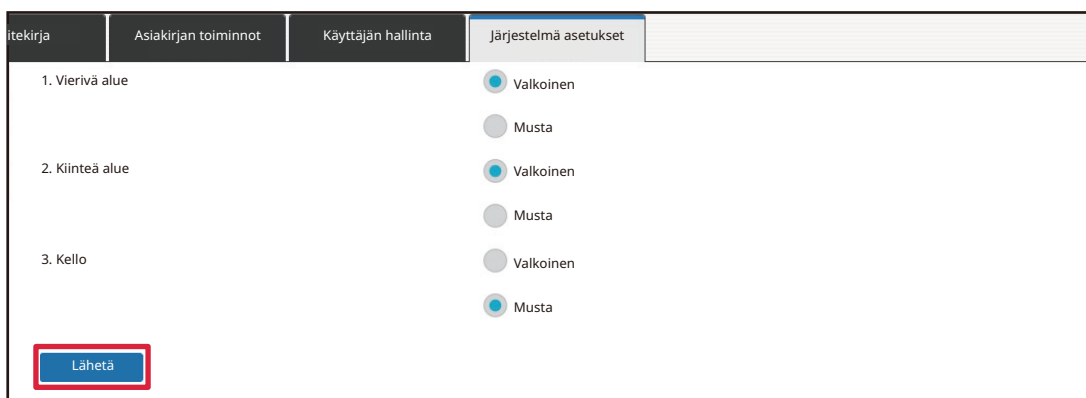 itekirja Asiakirjan toiminnot Käyttäjän hallinta Järjestelmä asetukset
1. Vierivä alue Valkoinen
Musta
2. Kiinteä alue Valkoinen
Musta
3. Kello Valkoinen
Musta
Lähetä